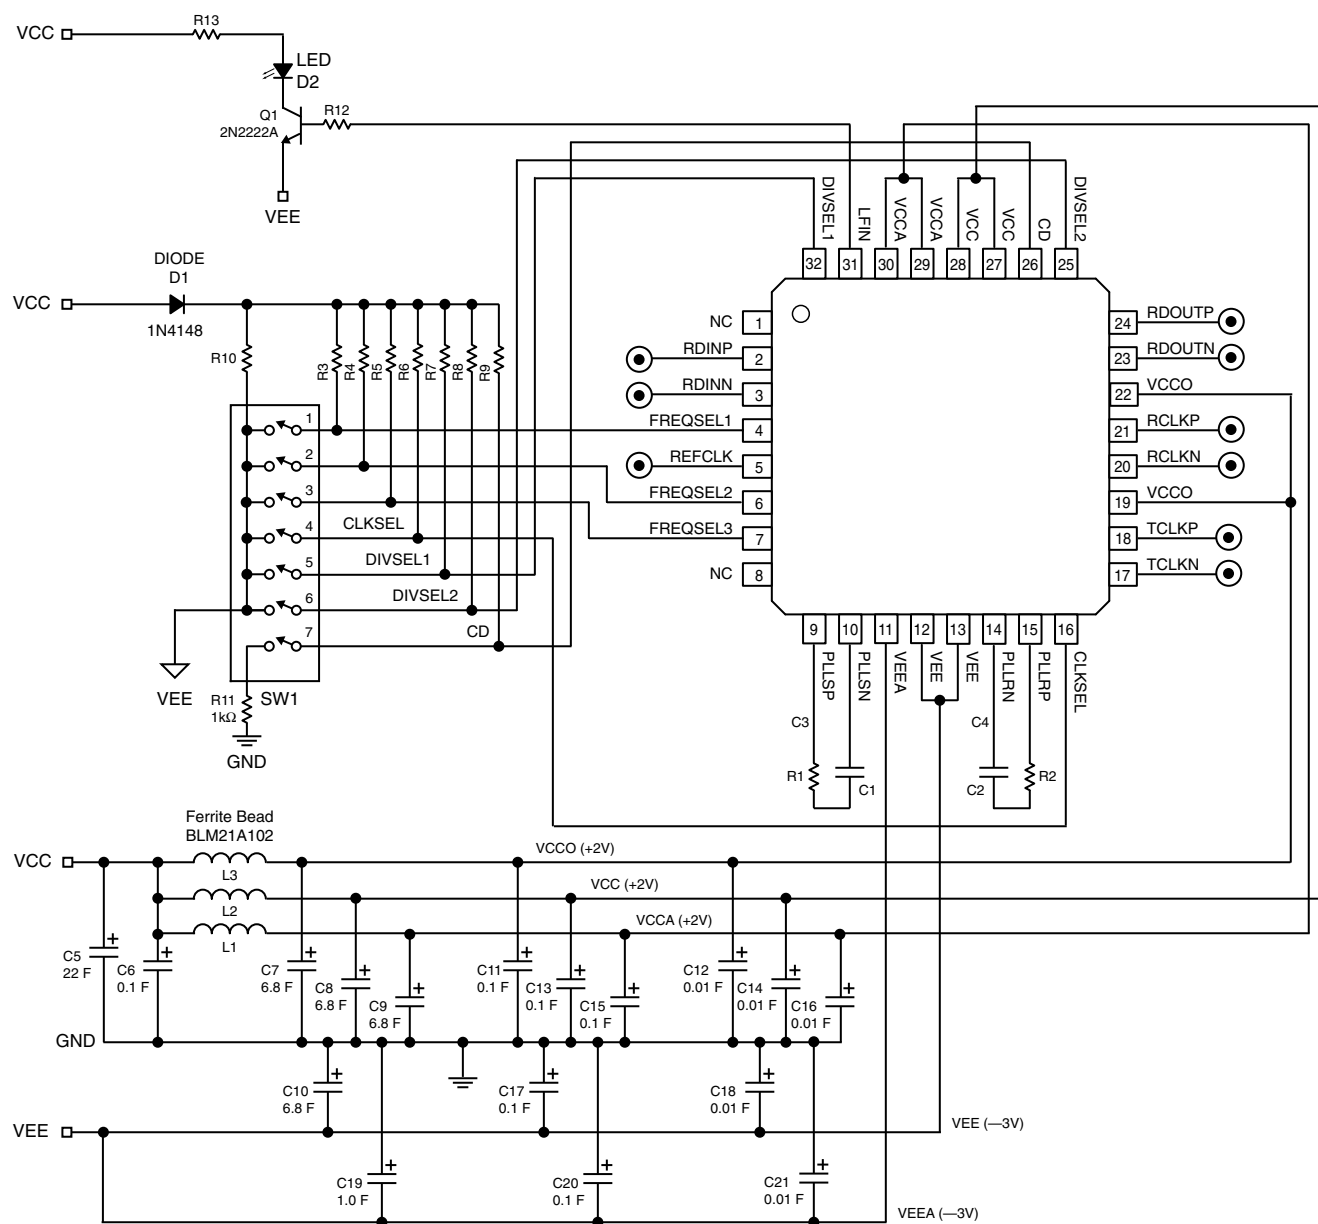 VCC
R13
LED
D2
Q1
2N2222A
R12
VEE
DIODE
D1
VCC
1N4148
R10
R3
R4
R5
R6
R7
R8
R9
1
2
3
4
5
6
7
CLKSEL
DIVSEL1
DIVSEL2
CD
VEE
R11
1kΩ
SW1
GND
DIVSEL1
LFIN
VCCA
VCCA
VCC
VCC
CD
DIVSEL2
32
31
30
29
28
27
26
25
NC
1
RDINP
2
RDINN
3
FREQSEL1
4
REFCLK
5
FREQSEL2
6
FREQSEL3
7
NC
8
24
RDOUTP
23
RDOUTN
22
VCCO
21
RCLKP
20
RCLKN
19
VCCO
18
TCLKP
17
TCLKN
9
10
11
12
13
14
15
16
PLLSP
PLLSN
VEEA
VEE
VEE
PLLRN
PLLRP
CLKSEL
C3
C4
R1
C1
C2
R2
Ferrite Bead
BLM21A102
VCC
L3
L2
L1
VCCO (+2V)
VCC (+2V)
VCCA (+2V)
C5
22 F
C6
0.1 F
C7
6.8 F
C8
6.8 F
C9
6.8 F
C11
0.1 F
C13
0.1 F
C15
0.1 F
C12
0.01 F
C14
0.01 F
C16
0.01 F
GND
C10
6.8 F
C17
0.1 F
C18
0.01 F
VEE
VEE (—3V)
C19
1.0 F
C20
0.1 F
C21
0.01 F
VEEA (—3V)